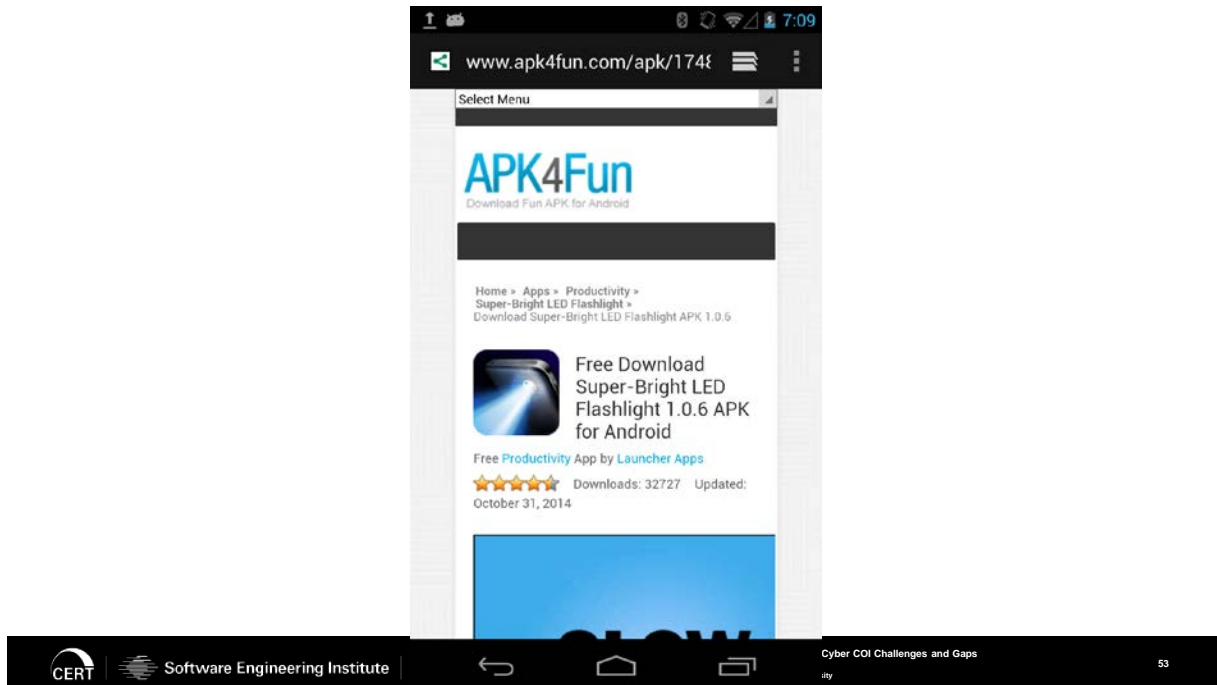 7:09
www.apk4fun.com/apk/1748
Select Menu
APK4Fun
Download Fun APK for Android
Home » Apps » Productivity »
Super-Bright LED Flashlight »
Download Super-Bright LED Flashlight APK 1.0.6
Free Download
Super-Bright LED
Flashlight 1.0.6 APK
for Android
Free Productivity App by Launcher Apps
Downloads: 32727 Updated:
October 31, 2014
CERT
Software Engineering Institute
Cyber COI Challenges and Gaps
53